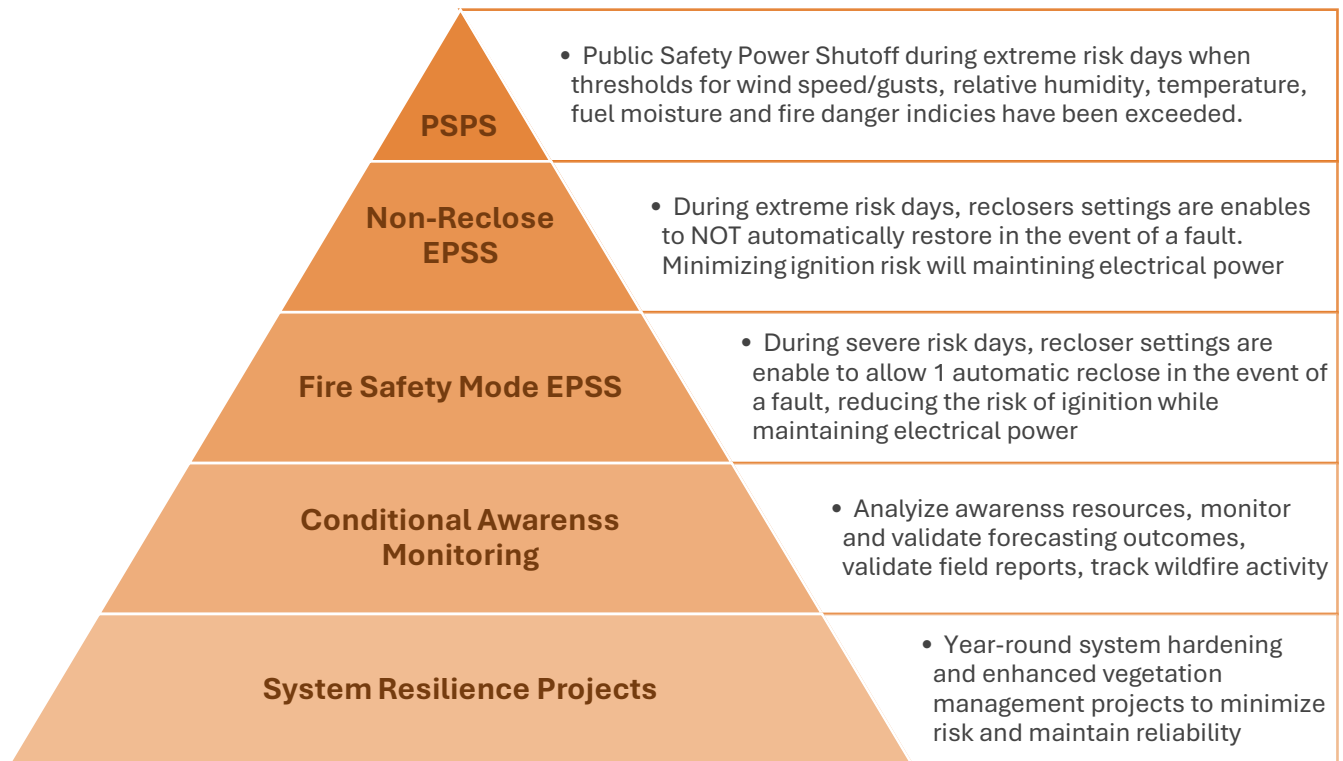 PSPS
• Public Safety Power Shutoff during extreme risk days when
thresholds for wind speed/gusts, relative humidity, temperature,
fuel moisture and fire danger indicies have been exceeded.
Non-Reclose
EPSS
• During extreme risk days, reclosers settings are enables
to NOT automatically restore in the event of a fault.
Minimizing ignition risk will maintining electrical power
Fire Safety Mode EPSS
• During severe risk days, recloser settings are
enable to allow 1 automatic reclose in the event of
a fault, reducing the risk of iginition while
maintaining electrical power
Conditional Awarenss
Monitoring
• Analyize awarenss resources, monitor
and validate forecasting outcomes,
validate field reports, track wildfire activity
System Resilience Projects
• Year-round system hardening
and enhanced vegetation
management projects to minimize
risk and maintain reliability